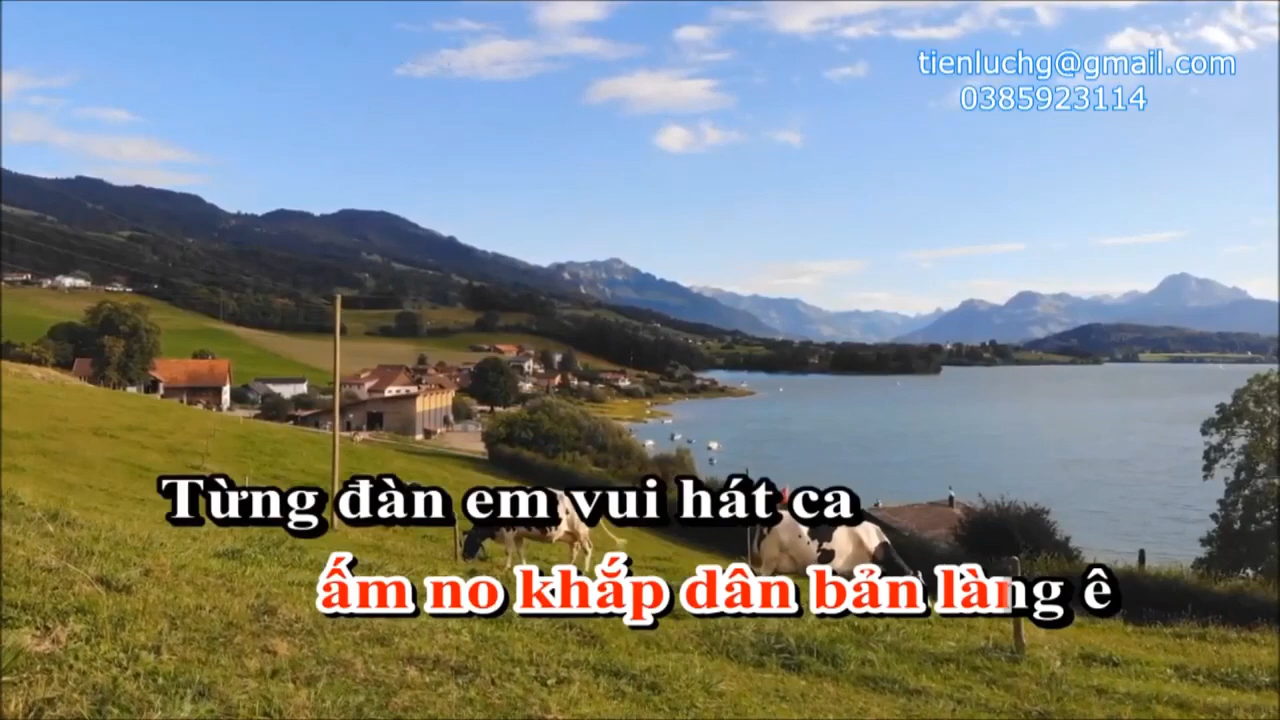 tienluchg@gmail.com
0385923114
Từng đàn em vui hát ca
ấm no khắp dân bản làng ê